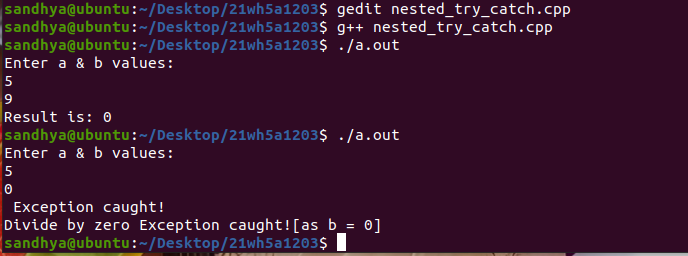 sandhya@ubuntu:~/Desktop/21wh5a1203$ gedit nested_try_catch.cpp
sandhya@ubuntu:~/Desktop/21wh5a1203$ g++ nested_try_catch.cpp
sandhya@ubuntu:~/Desktop/21wh5a1203$ ./a.out
Enter a & b values:
5
9
Result is: 0
sandhya@ubuntu:~/Desktop/21wh5a1203$ ./a.out
Enter a & b values:
5
0
 Exception caught!
Divide by zero Exception caught![as b = 0]
sandhya@ubuntu:~/Desktop/21wh5a1203$